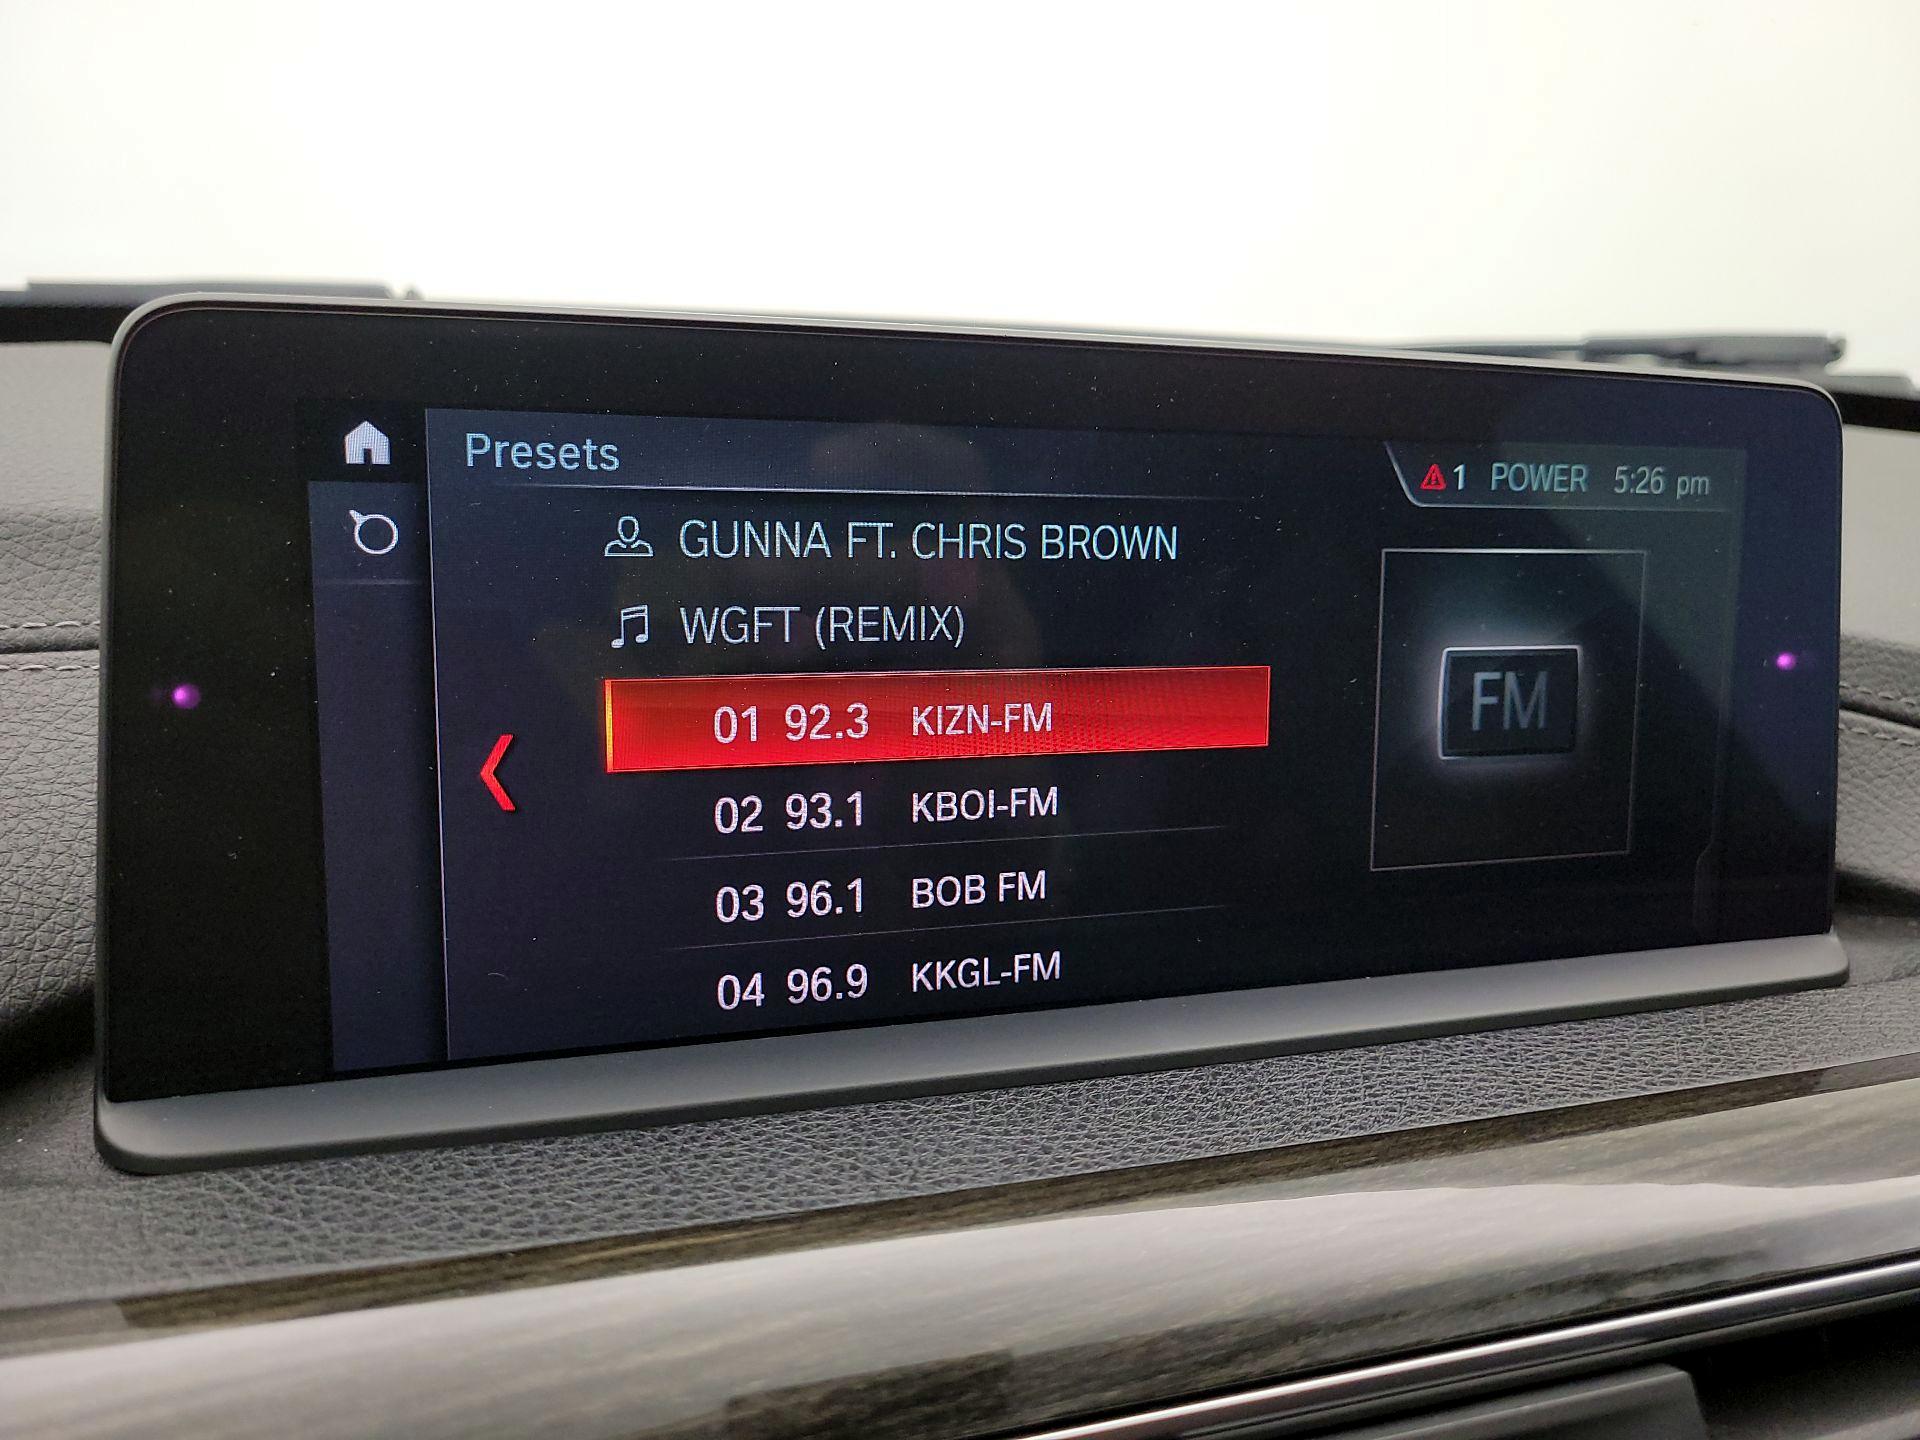 Presets
1 POWER 5:26 pm
GUNNA FT. CHRIS BROWN
WGFT (REMIX)
01 92.3 KIZN-FM
02 93.1 KBOI-FM
03 96.1 BOB FM
04 96.9 KKGL-FM
FM